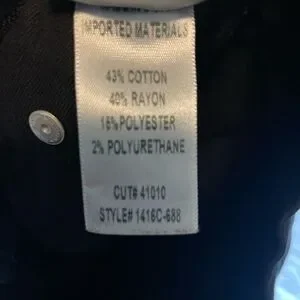 IMPORTED MATERIALS
43% COTTON
40% RAYON
15%POLYESTER
2% POLYURETHANE
CUT# 41010
STYLE# 1416C-688